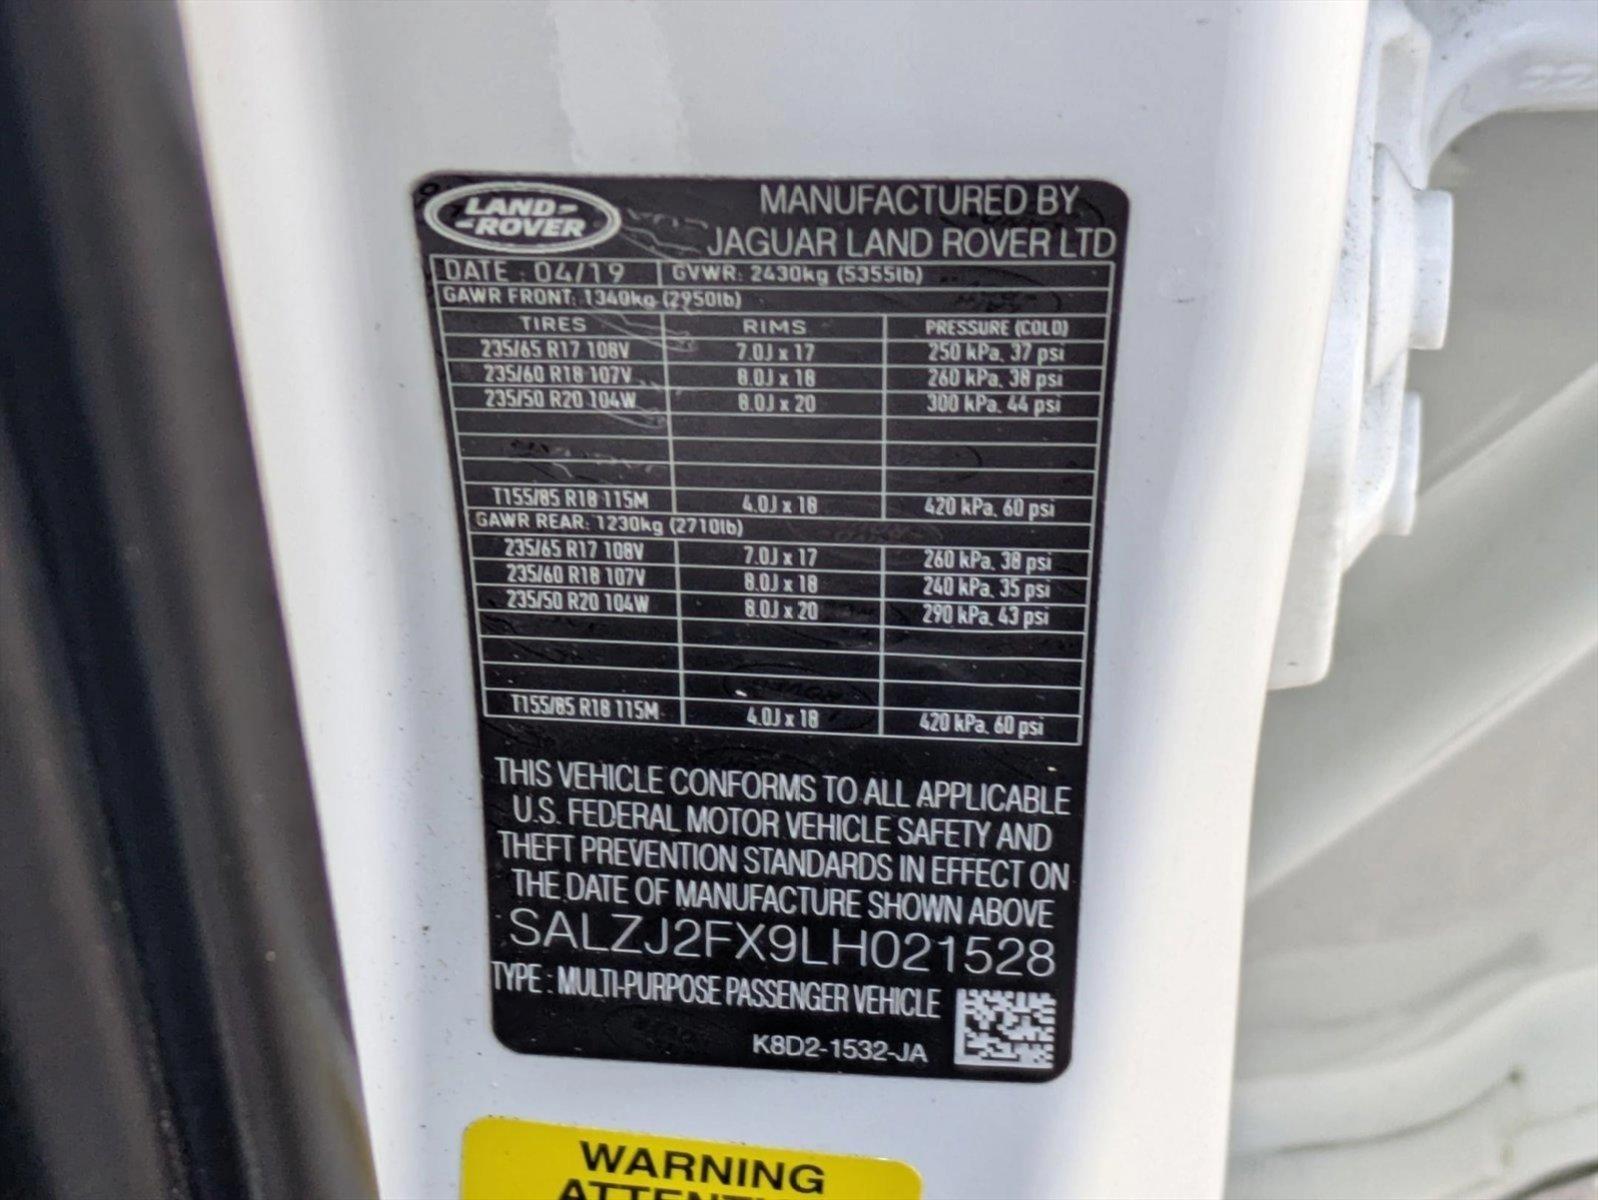 LAND-
-ROVER
MANUFACTURED BY
JAGUAR LAND ROVER LTD
DATE : 04/19 GVWR: 2430kg (5355lb)
GAWR FRONT: 1340kg (2950lb)
TIRES RIMS PRESSURE (COLD)
235/65 R17 108V 7.0J x 17 250 kPa, 37 psi
235/60 R18 107V 8.0J x 18 260 kPa, 38 psi
235/50 R20 104W 8.0J x 20 300 kPa, 44 psi
T155/85 R18 115M 4.0J x 18 420 kPa, 60 psi
GAWR REAR: 1230kg (2710lb)
235/65 R17 108V 7.0J x 17 260 kPa, 38 psi
235/60 R18 107V 8.0J x 18 240 kPa, 35 psi
235/50 R20 104W 8.0J x 20 290 kPa, 43 psi
T155/85 R18 115M 4.0J x 18 420 kPa, 60 psi
THIS VEHICLE CONFORMS TO ALL APPLICABLE
U.S. FEDERAL MOTOR VEHICLE SAFETY AND
THEFT PREVENTION STANDARDS IN EFFECT ON
THE DATE OF MANUFACTURE SHOWN ABOVE
SALZJ2FX9LH021528
TYPE : MULTI-PURPOSE PASSENGER VEHICLE
K8D2-1532-JA
WARNING